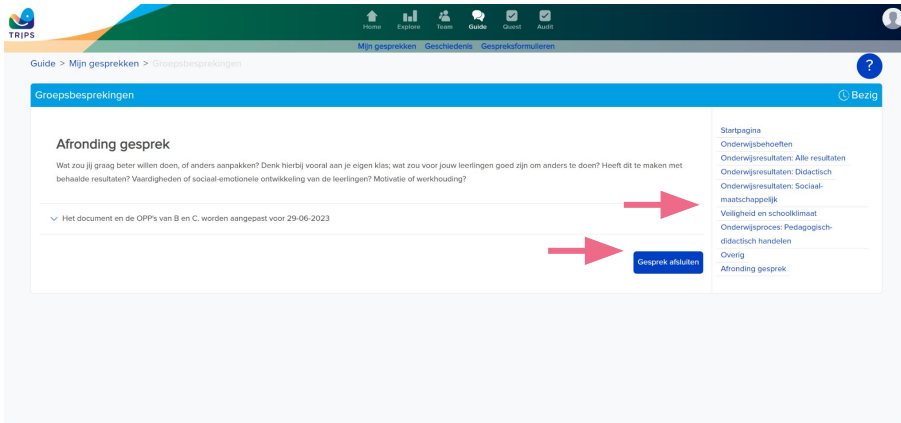 TRIPS
Home Explore Team Guide Quest Audit
Mijn gesprekken Geschiedenis Gespreksformulieren
Guide > Mijn gesprekken > Groepsbesprekingen
?
Groepsbesprekingen
Bezig
Afronding gesprek
Wat zou jij graag beter willen doen, of anders aanpakken? Denk hierbij vooral aan je eigen klas; wat zou voor jouw leerlingen goed zijn om anders te doen? Heeft dit te maken met
behaalde resultaten? Vaardigheden of sociaal-emotionele ontwikkeling van de leerlingen? Motivatie of werkhouding?
Het document en de OPP's van B en C. worden aangepast voor 29-06-2023
Gesprek afsluiten
Startpagina
Onderwijsbehoeften
Onderwijsresultaten: Alle resultaten
Onderwijsresultaten: Didactisch
Onderwijsresultaten: Sociaal-
maatschappelijk
Veiligheid en schoolklimaat
Onderwijsproces: Pedagogisch-
didactisch handelen
Overig
Afronding gesprek